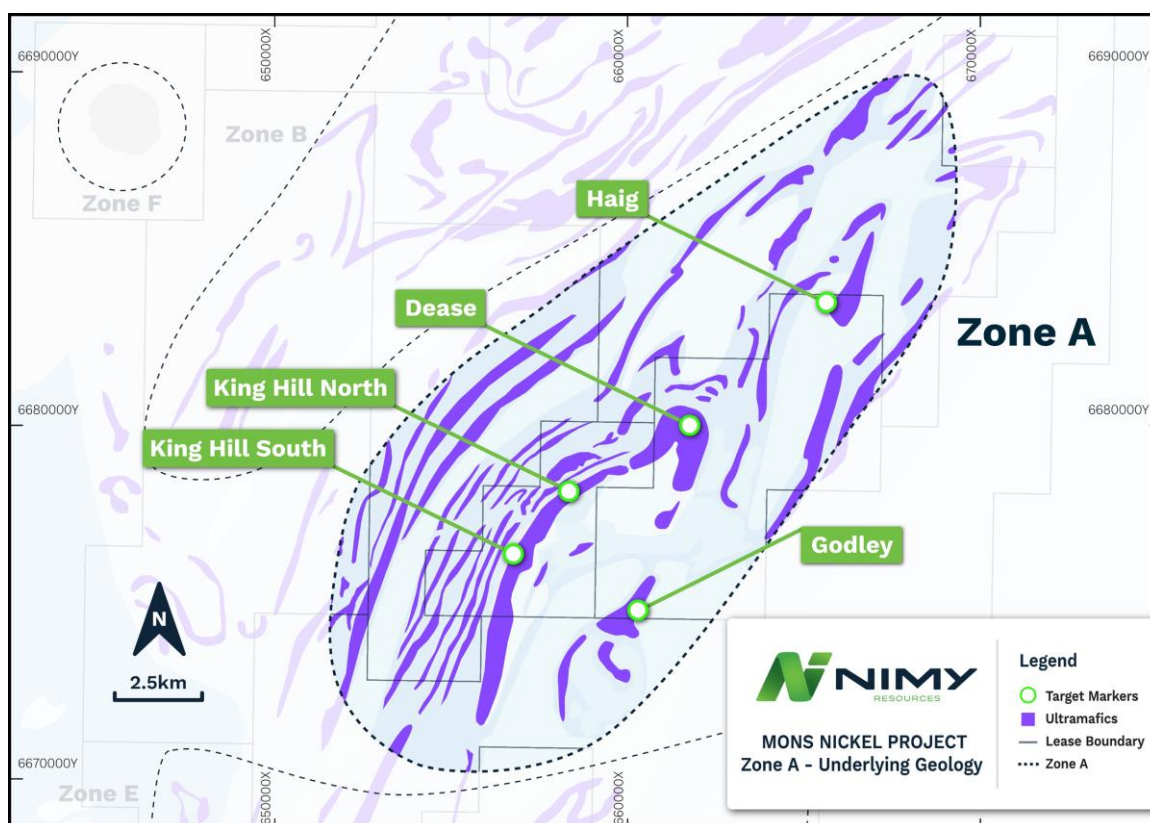 650000X
660000X
670000X
6690000Y
6690000Y
Zone B
Zone F
Haig
Dease
Zone A
King Hill North
6680000Y
6680000Y
King Hill South
Godley
N
2.5km
NIMY
RESOURCES
MONS NICKEL PROJECT
Zone A - Underlying Geology
Legend
Target Markers
Ultramafics
Lease Boundary
Zone A
6670000Y
Zone E
650000X
660000X